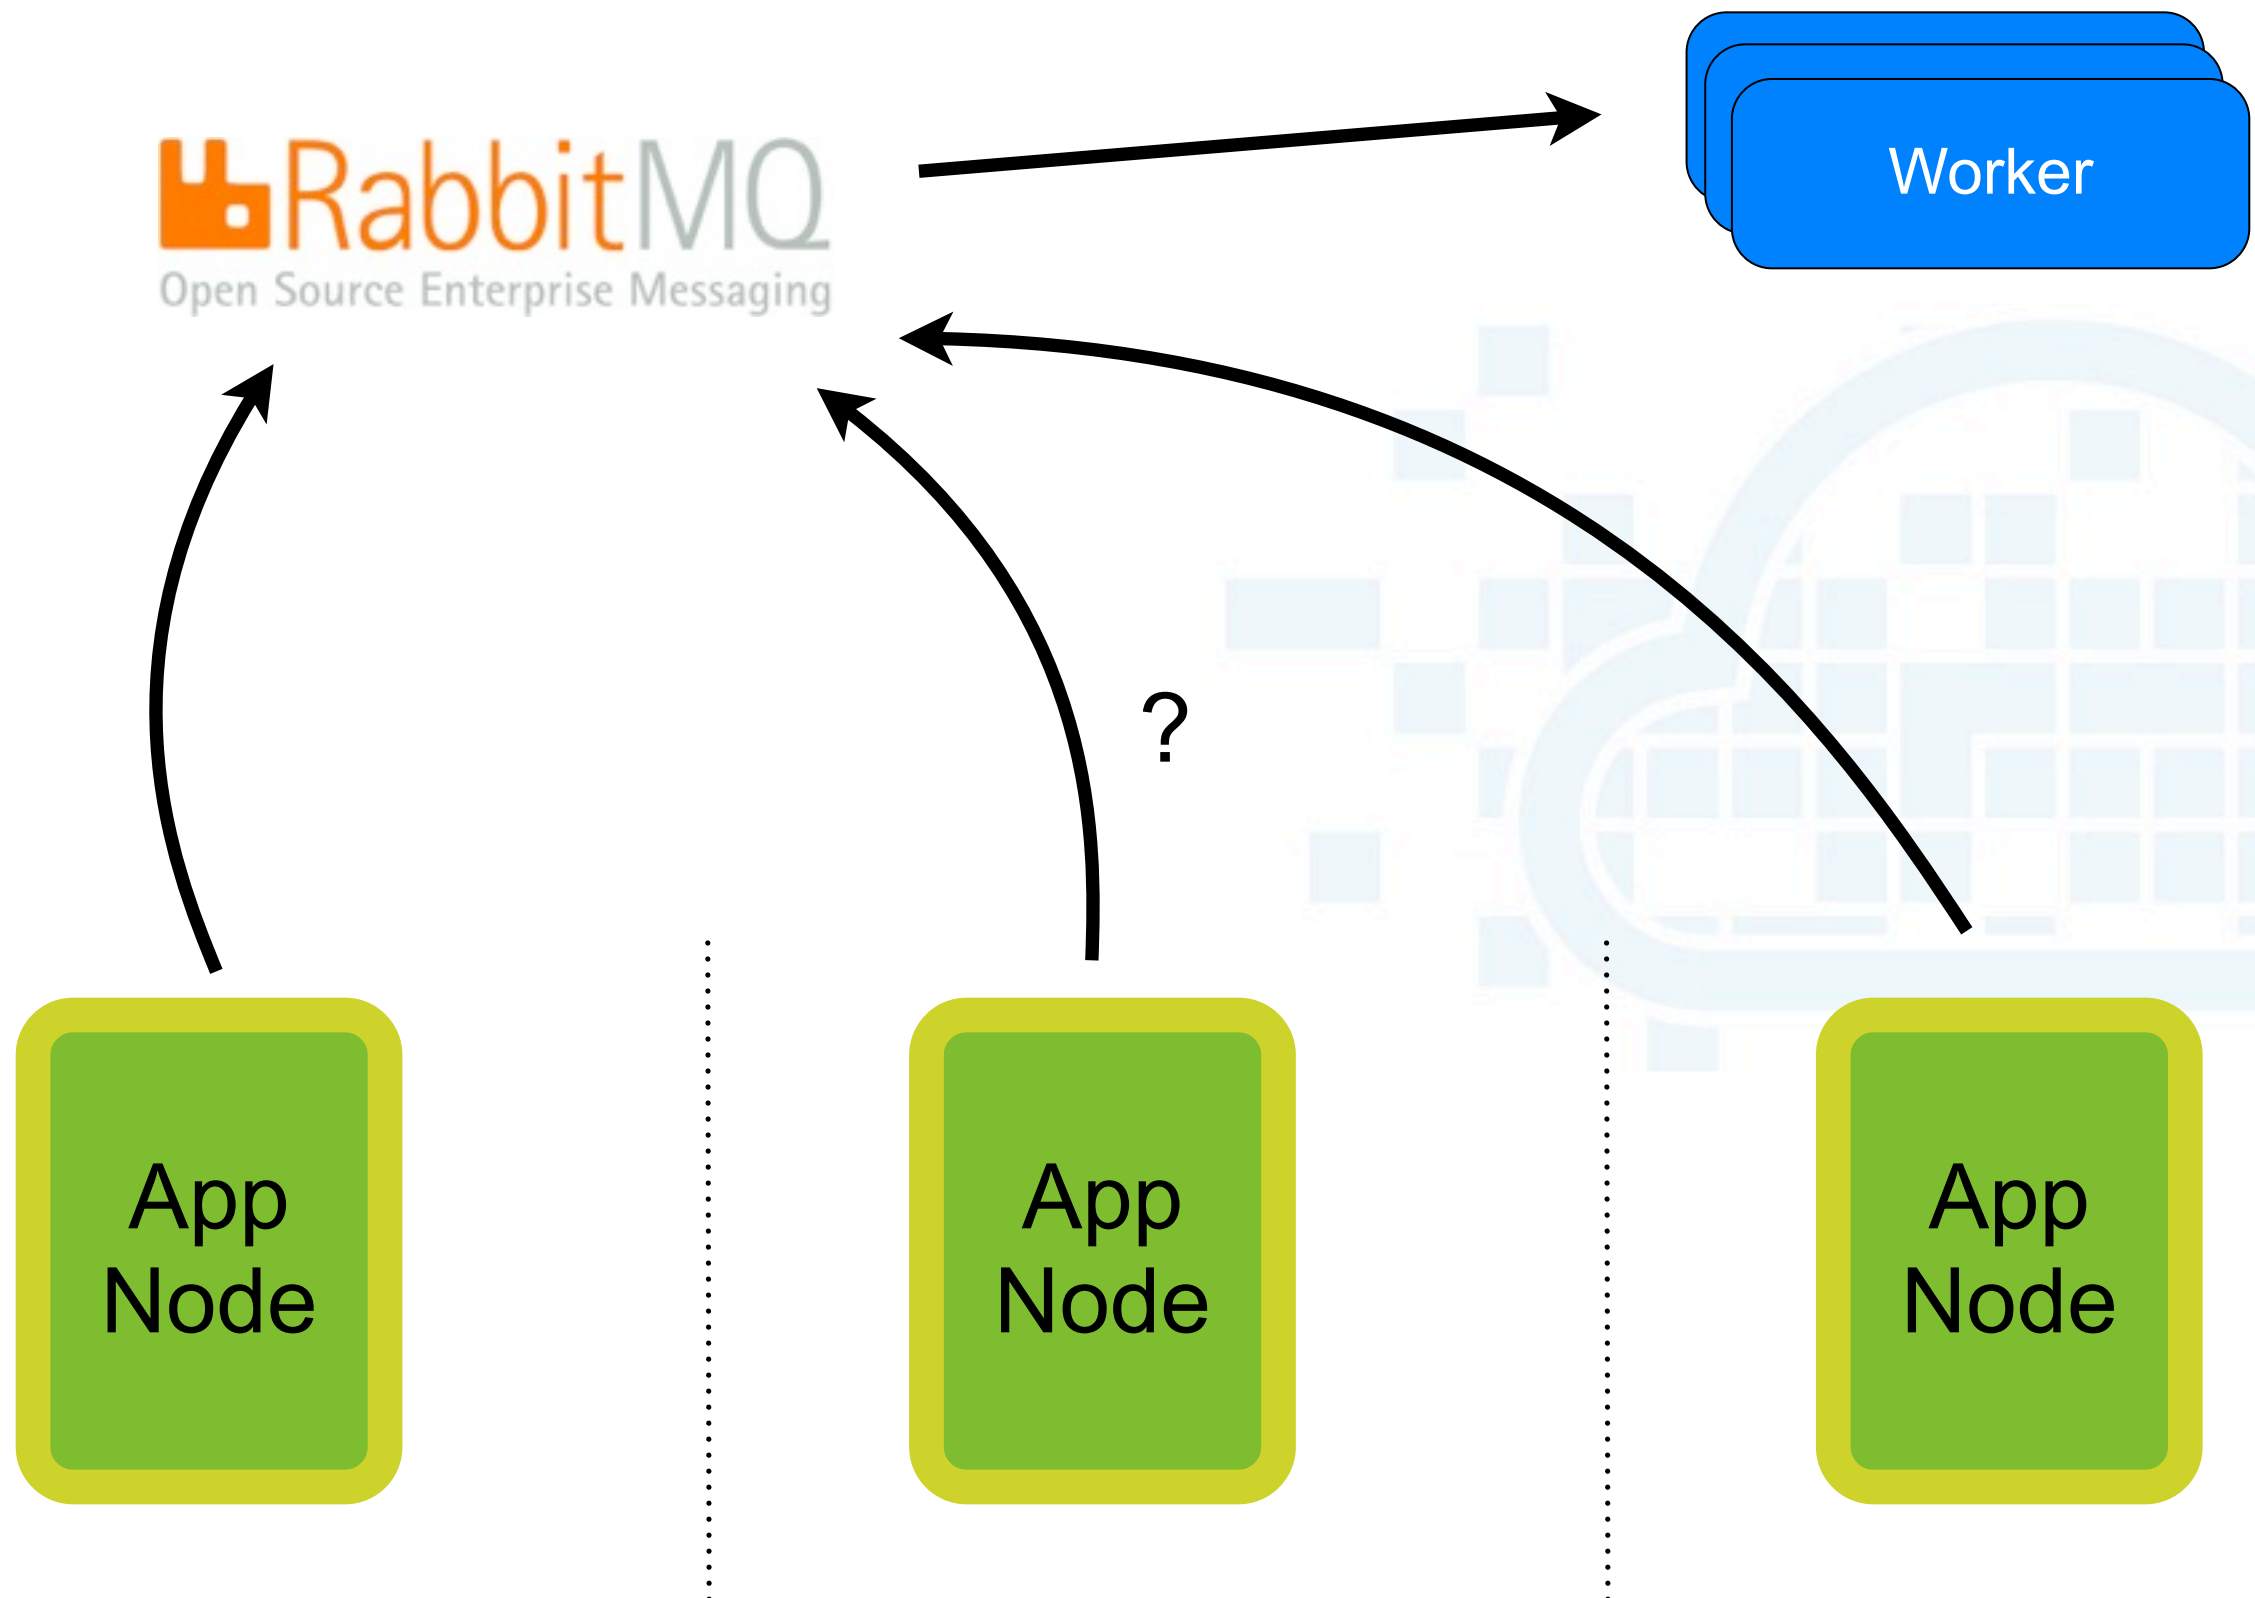 RabbitMQ
Open Source Enterprise Messaging
Worker
?
App
Node
App
Node
App
Node